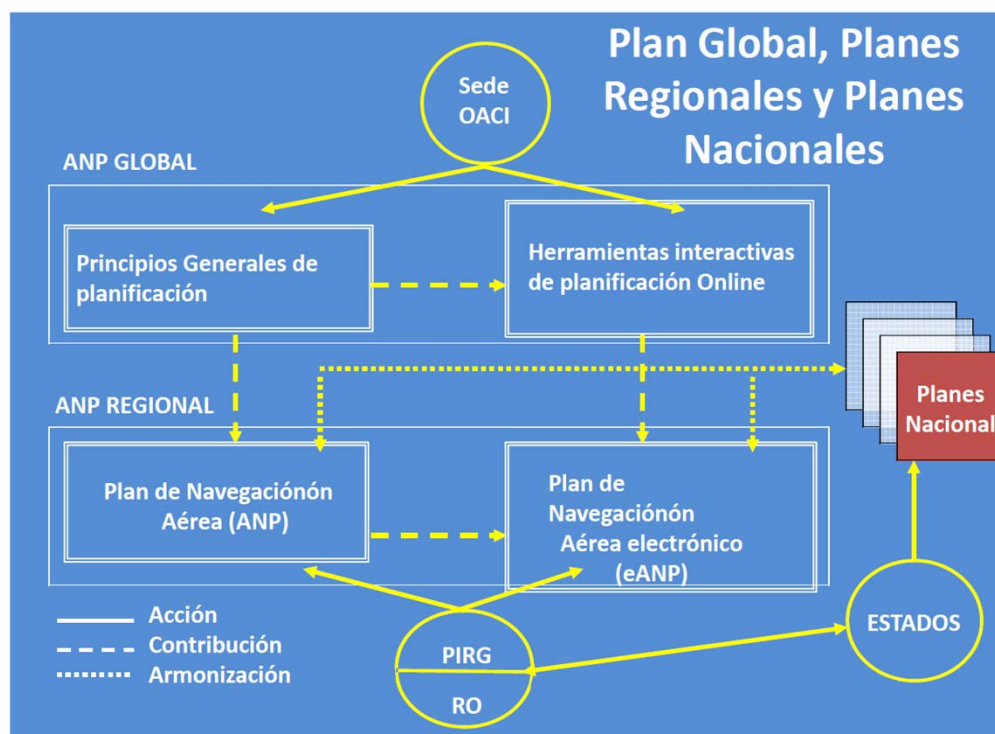 Plan Global, Planes
Regionales y Planes
Nacionales
Sede
OACI
ANP GLOBAL
Principios Generales de
planificación
Herramientas interactivas
de planificación Online
Planes
Nacional
ANP REGIONAL
Plan de Navegaciónón
Aérea (ANP)
Plan de
Navegaciónón
Aérea electrónico
(eANP)
Acción
Contribución
Armonización
PIRG
RO
ESTADOS